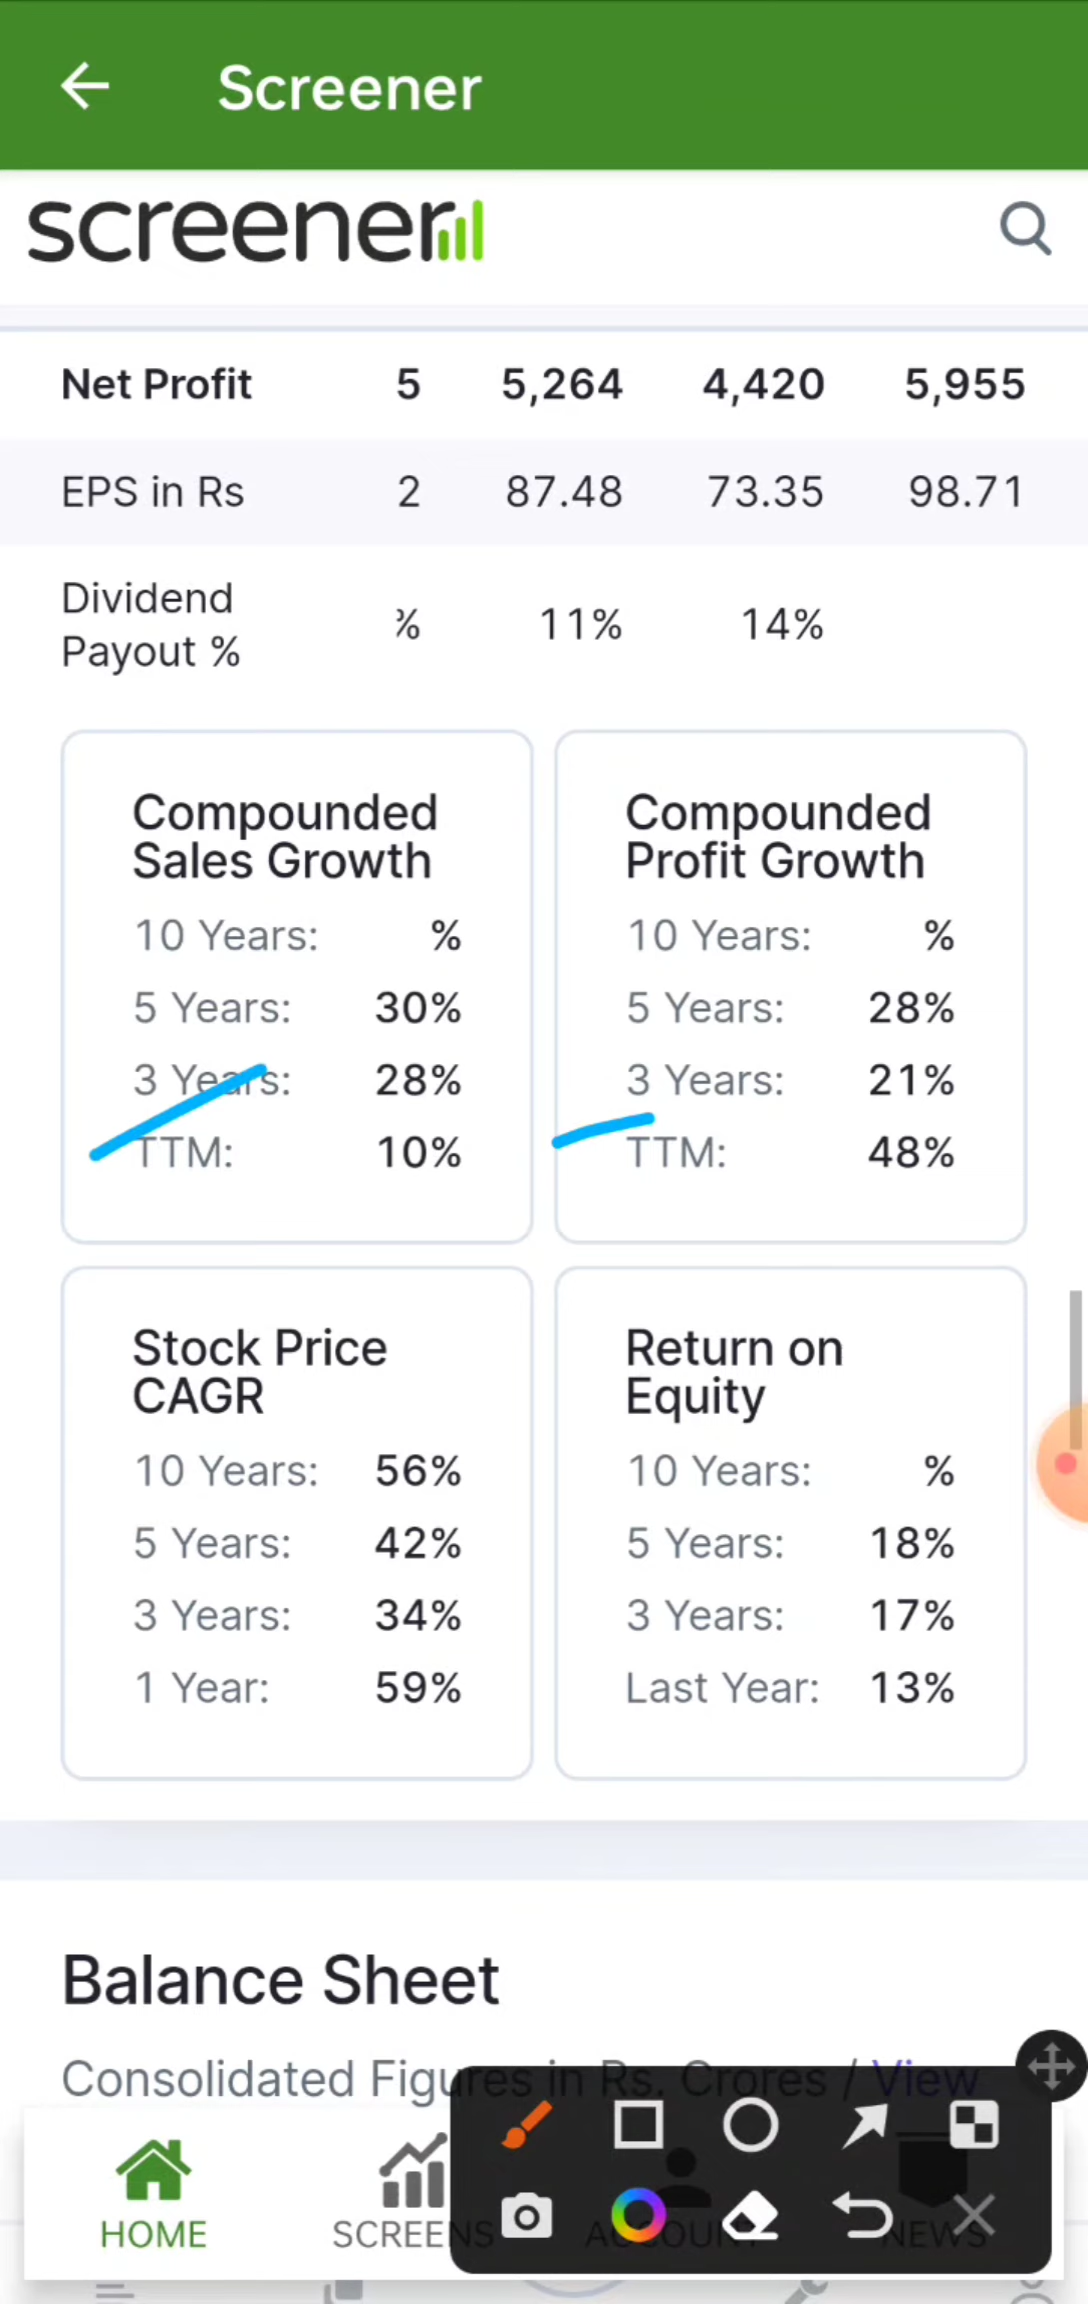 Screener
screener
Net Profit 5 5,264 4,420 5,955
EPS in Rs 2 87.48 73.35 98.71
Dividend
Payout % % 11% 14%
Compounded
Sales Growth
10 Years: %
5 Years: 30%
3 Years: 28%
TTM: 10%
Compounded
Profit Growth
10 Years: %
5 Years: 28%
3 Years: 21%
TTM: 48%
Stock Price
CAGR
10 Years: 56%
5 Years: 42%
3 Years: 34%
1 Year: 59%
Return on
Equity
10 Years: %
5 Years: 18%
3 Years: 17%
Last Year: 13%
Balance Sheet
Consolidated Figures in Rs. Crores / View
HOME SCREENS ACCOUNT NEWS